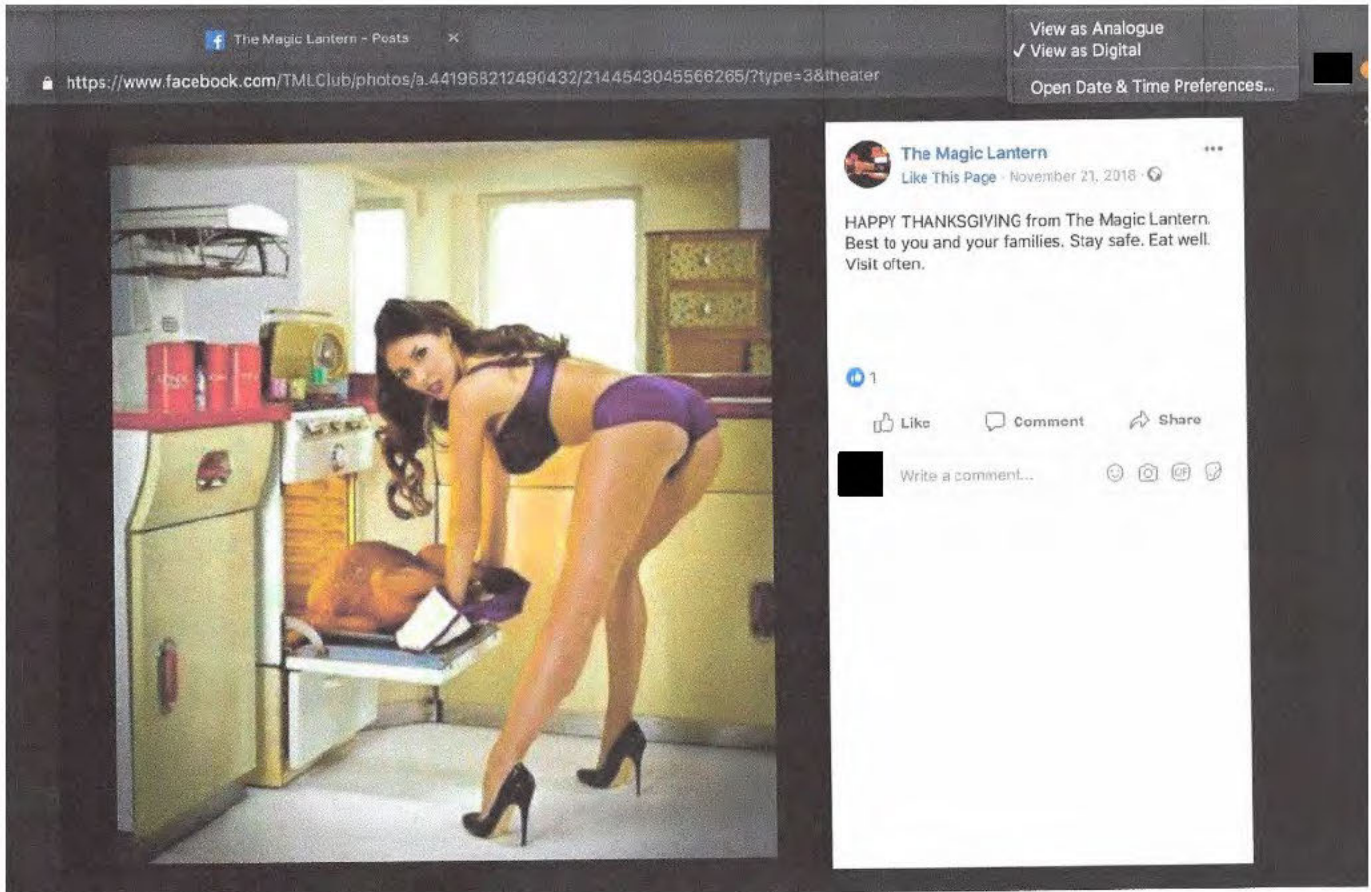 The Magic Lantern - Posts
https://www.facebook.com/TMLClub/photos/a.441968212490432/2144543045566265/?type=3&theater
View as Analogue
✓ View as Digital
Open Date & Time Preferences...
The Magic Lantern
Like This Page · November 21, 2018
HAPPY THANKSGIVING from The Magic Lantern.
Best to you and your families. Stay safe. Eat well.
Visit often.
1
Like Comment Share
Write a comment...
GIF